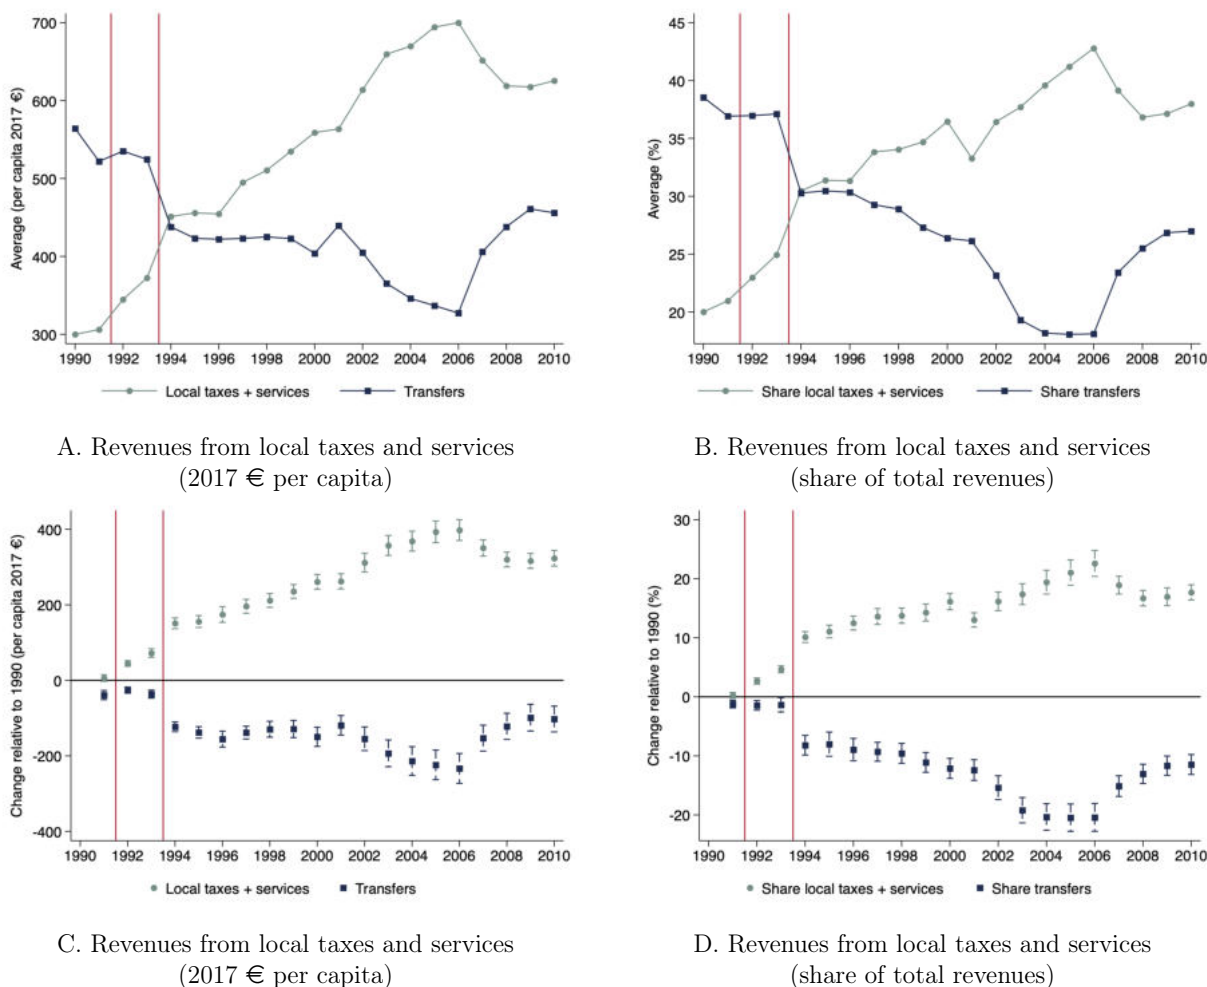 700
600
500
400
300
Average (per capita 2017 €)
1990 1992 1994 1996 1998 2000 2002 2004 2006 2008 2010
Local taxes + services Transfers
A. Revenues from local taxes and services
(2017 € per capita)
45
40
35
30
25
20
Average (%)
1990 1992 1994 1996 1998 2000 2002 2004 2006 2008 2010
Share local taxes + services Share transfers
B. Revenues from local taxes and services
(share of total revenues)
400
200
0
-200
-400
Change relative to 1990 (per capita 2017 €)
1990 1992 1994 1996 1998 2000 2002 2004 2006 2008 2010
Local taxes + services Transfers
C. Revenues from local taxes and services
(2017 € per capita)
30
20
10
0
-10
-20
Change relative to 1990 (%)
1990 1992 1994 1996 1998 2000 2002 2004 2006 2008 2010
Share local taxes + services Share transfers
D. Revenues from local taxes and services
(share of total revenues)